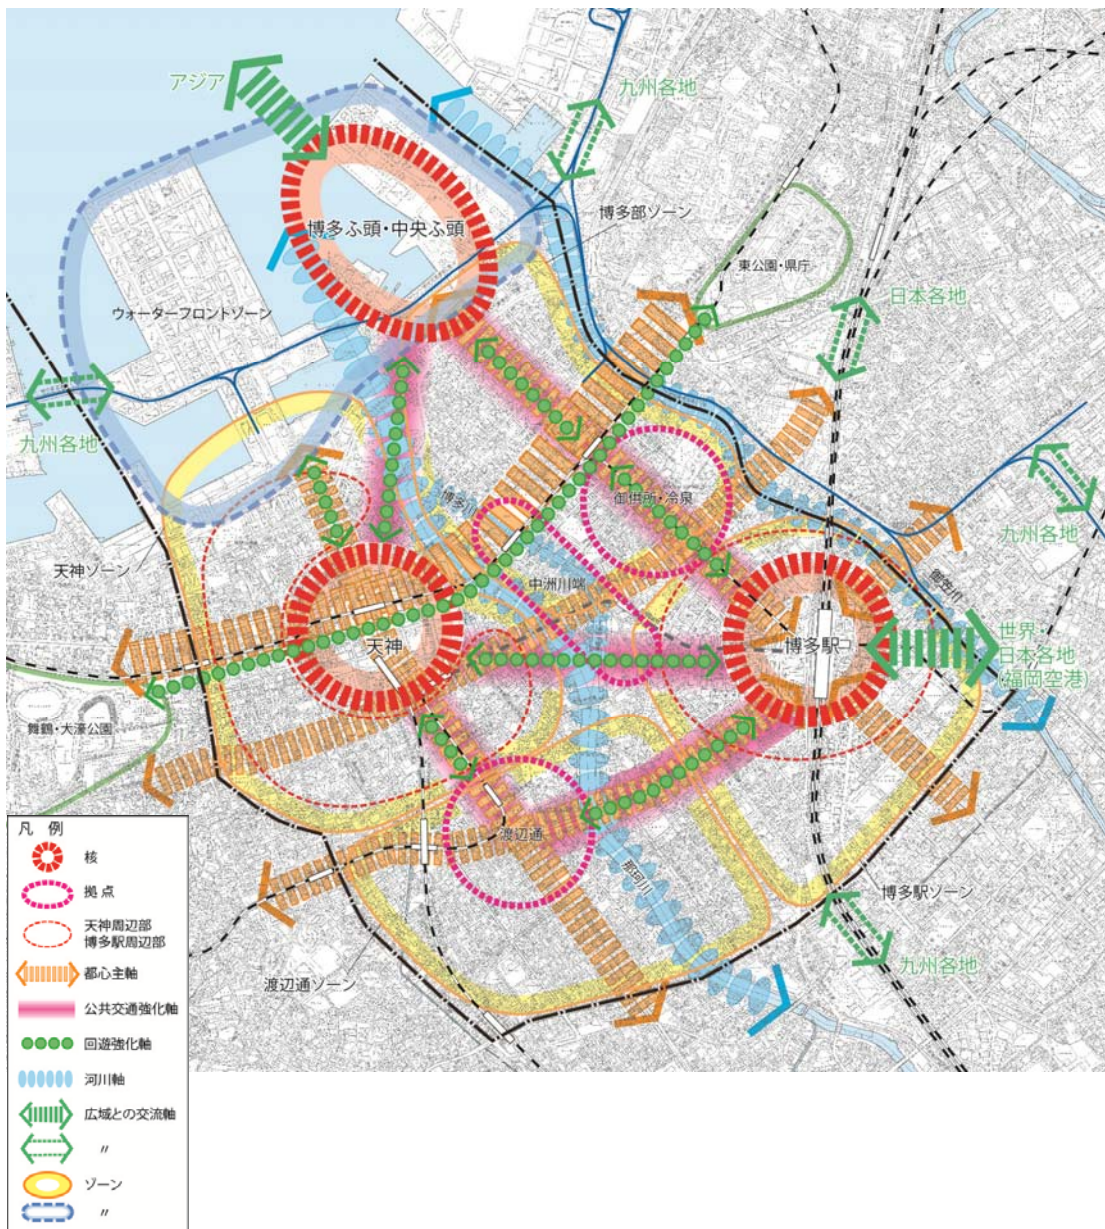 アジア
九州各地
博多ふ頭・中央ふ頭
博多部ゾーン
東公園・県庁
日本各地
ウォーターフロントゾーン
九州各地
御供所・冷泉
博多川
九州各地
天神ゾーン
中洲川端
御笠川
天神
博多駅
世界・
日本各地
(福岡空港)
舞鶴・大濠公園
渡辺通
那珂川
博多駅ゾーン
九州各地
渡辺通ゾーン
凡 例
核
拠 点
天神周辺部
博多駅周辺部
都心主軸
公共交通強化軸
回遊強化軸
河川軸
広域との交流軸
〃
ゾーン
〃